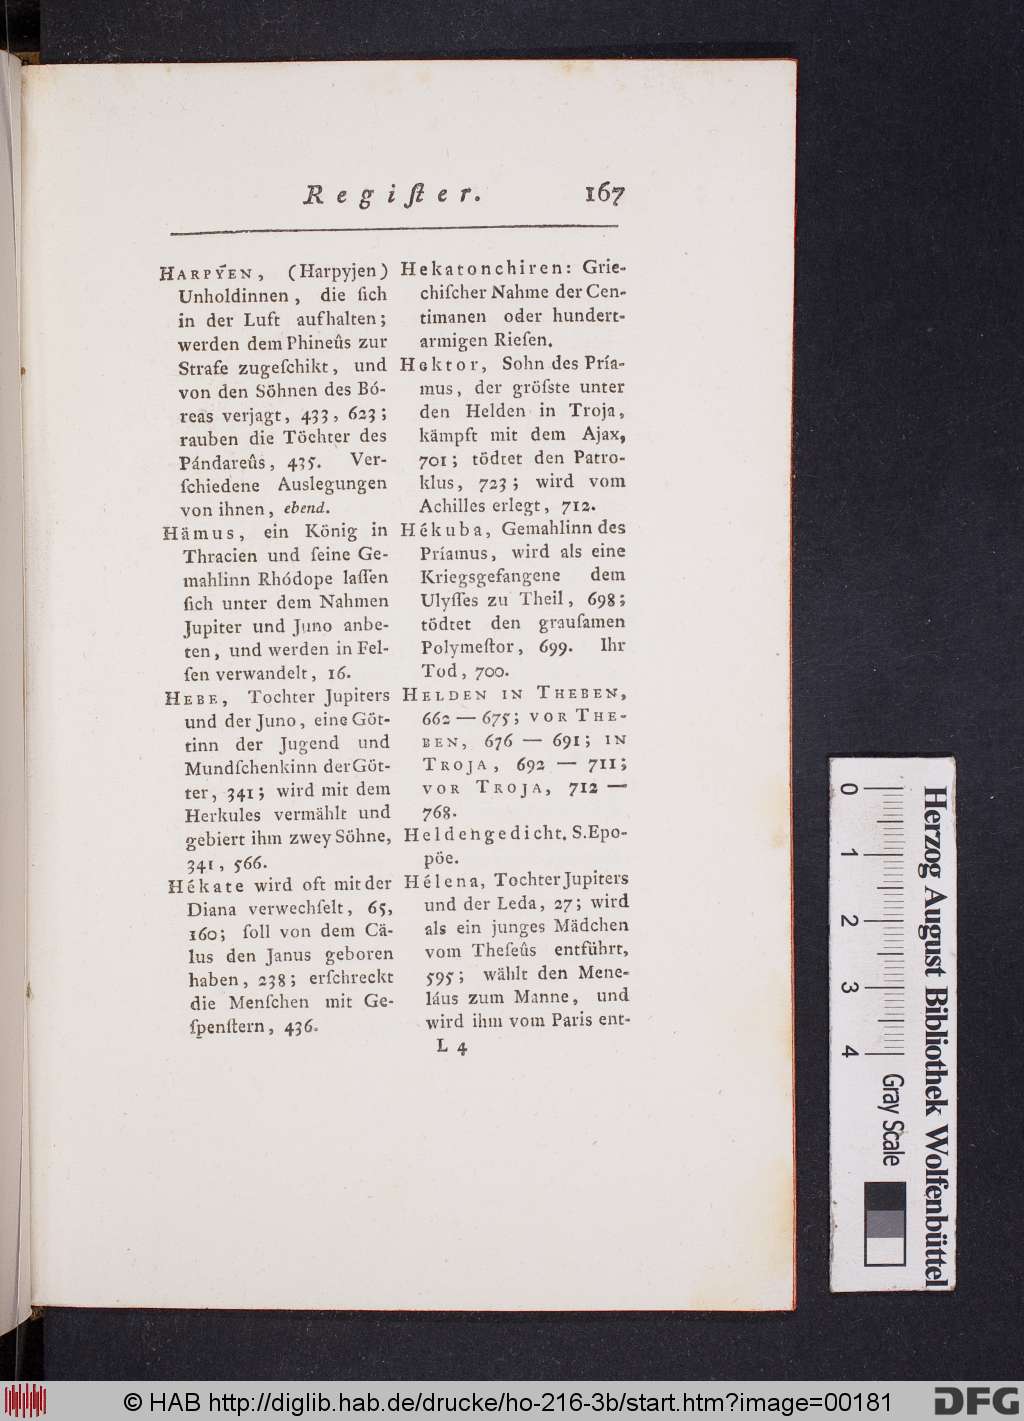 Regiſter. 167
HARPYEN, (Harpyjen)
Unholdinnen, die ſich
in der Luft aufhalten;
werden dem Phineûs zur
Strafe zugeſchikt, und
von den Söhnen des Bó-
reas verjagt, 433, 623;
rauben die Töchter des
Pándareûs, 435. Ver-
ſchiedene Auslegungen
von ihnen, ebend.
Hämus, ein König in
Thracien und ſeine Ge-
mahlinn Rhódope laſſen
ſich unter dem Nahmen
Jupiter und Juno anbe-
ten, und werden in Fel-
ſen verwandelt, 16.
HEBE, Tochter Jupiters
und der Juno, eine Göt-
tinn der Jugend und
Mundſchenkinn der Göt-
ter, 341; wird mit dem
Herkules vermählt und
gebiert ihm zwey Söhne,
341, 566.
Hékate wird oft mit der
Diana verwechſelt, 65,
160; ſoll von dem Cä-
lus den Janus geboren
haben, 238; erſchreckt
die Menſchen mit Ge-
ſpenſtern, 436.
Hekatonchiren: Grie-
chiſcher Nahme der Cen-
timanen oder hundert-
armigen Rieſen.
Hektor, Sohn des Pría-
mus, der gröſste unter
den Helden in Troja,
kämpft mit dem Ajax,
701; tödtet den Patro-
klus, 723; wird vom
Achilles erlegt, 712.
Hékuba, Gemahlinn des
Príamus, wird als eine
Kriegsgefangene dem
Ulyſſes zu Theil, 698;
tödtet den grauſamen
Polymeſtor, 699. Ihr
Tod, 700.
HELDEN IN THEBEN,
662 — 675; VOR THE-
BEN, 676 — 691; IN
TROJA, 692 — 711;
VOR TROJA, 712 —
768.
Heldengedicht. S. Epo-
pöe.
Hélena, Tochter Jupiters
und der Leda, 27; wird
als ein junges Mädchen
vom Theſeûs entführt,
595; wählt den Mene-
láus zum Manne, und
wird ihm vom Paris ent-
L 4
0 1 2 3 4 Gray Scale
Herzog August Bibliothek Wolfenbüttel
© HAB http://diglib.hab.de/drucke/ho-216-3b/start.htm?image=00181 DFG